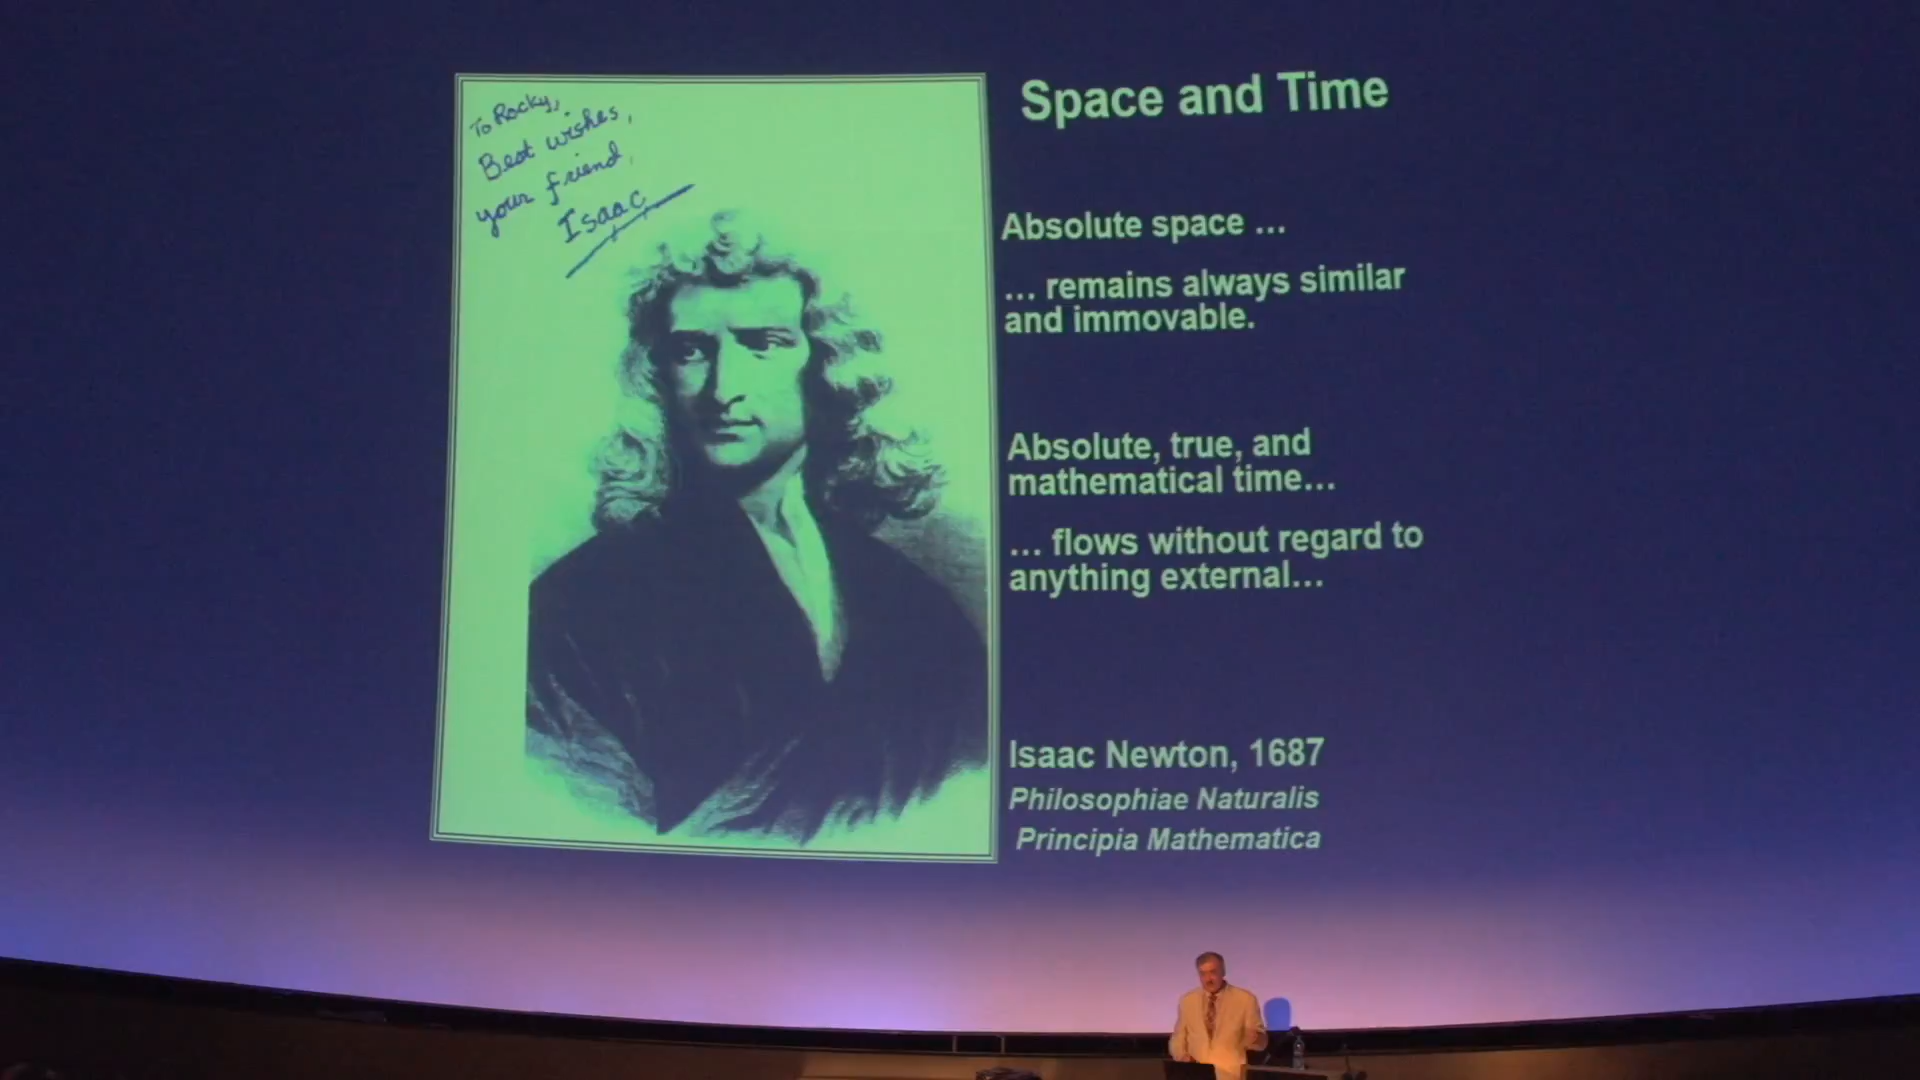 To Rocky,
Best wishes,
your friend,
Isaac
Space and Time
Absolute space ...
... remains always similar
and immovable.
Absolute, true, and
mathematical time...
... flows without regard to
anything external...
Isaac Newton, 1687
Philosophiae Naturalis
Principia Mathematica